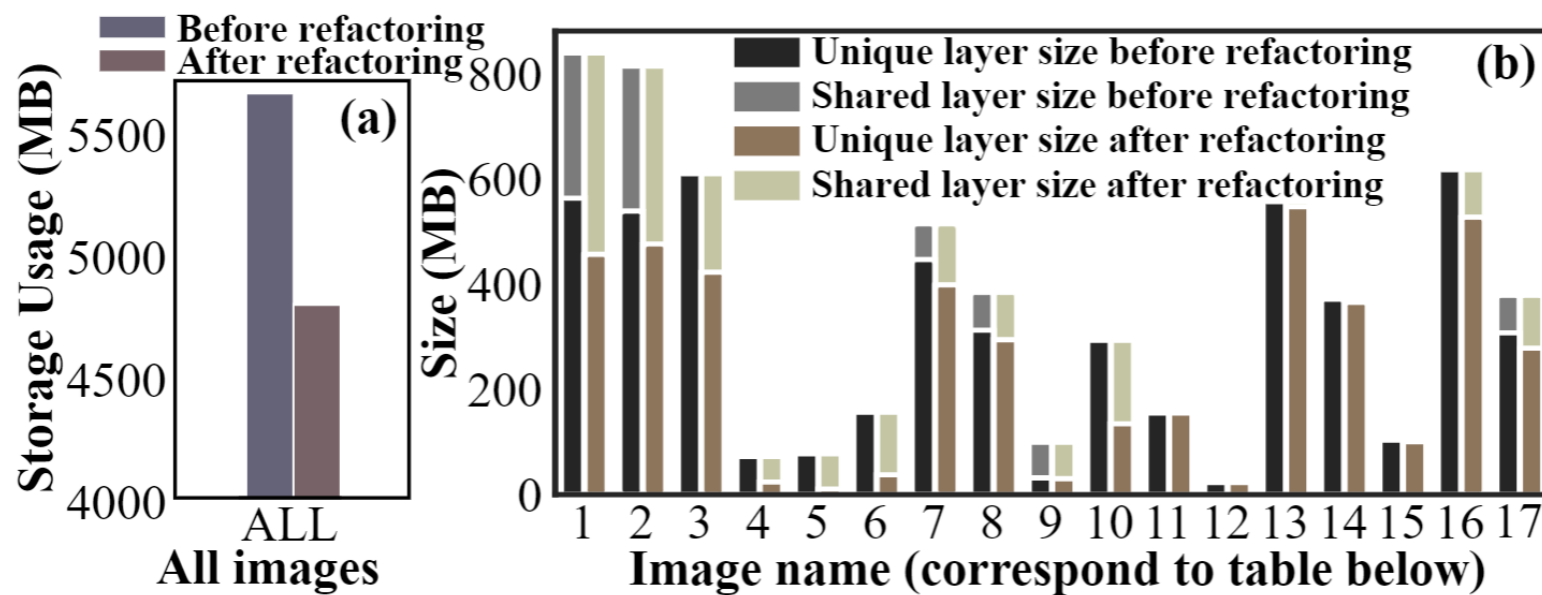 Before refactoring
After refactoring
(a)
Storage Usage (MB)
5500
5000
4500
4000
ALL
All images
Unique layer size before refactoring
Shared layer size before refactoring
Unique layer size after refactoring
Shared layer size after refactoring
(b)
Size (MB)
800
600
400
200
0
1 2 3 4 5 6 7 8 9 10 11 12 13 14 15 16 17
Image name (correspond to table below)